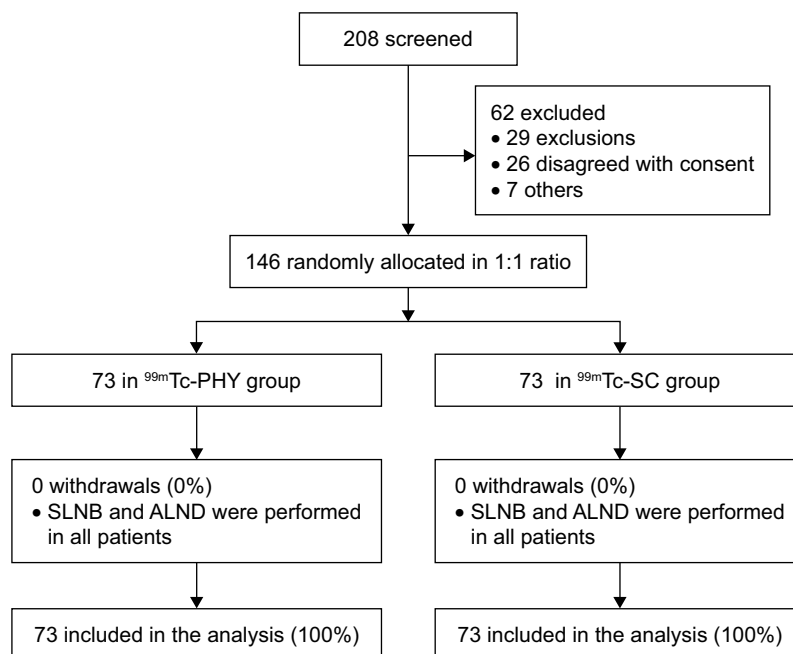 208 screened
62 excluded
• 29 exclusions
• 26 disagreed with consent
• 7 others
146 randomly allocated in 1:1 ratio
73 in ⁹⁹ᵐTc-PHY group
73 in ⁹⁹ᵐTc-SC group
0 withdrawals (0%)
• SLNB and ALND were performed
in all patients
0 withdrawals (0%)
• SLNB and ALND were performed
in all patients
73 included in the analysis (100%)
73 included in the analysis (100%)